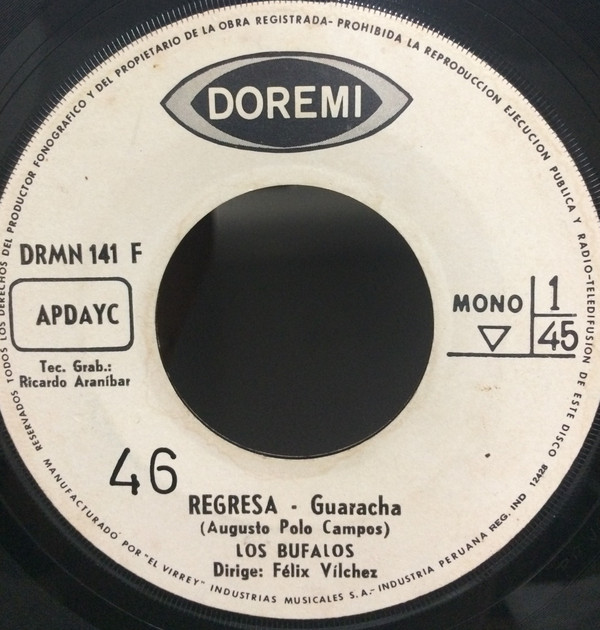 RESERVADOS TODOS LOS DERECHOS DEL PRODUCTOR FONOGRAFICO Y DEL PROPIETARIO DE LA OBRA REGISTRADA- PROHIBIDA LA REPRODUCCION EJECUCION PUBLICA Y RADIO-TELEDIFUSION DE ESTE DISCO
DOREMI
DRMN 141 F
APDAYC
Tec. Grab.:
Ricardo Araníbar
MONO 1
45
46
REGRESA - Guaracha
(Augusto Polo Campos)
LOS BUFALOS
Dirige: Félix Vílchez
MANUFACTURADO POR "EL VIRREY" INDUSTRIAS MUSICALES S.A.- INDUSTRIA PERUANA REG. IND 12428